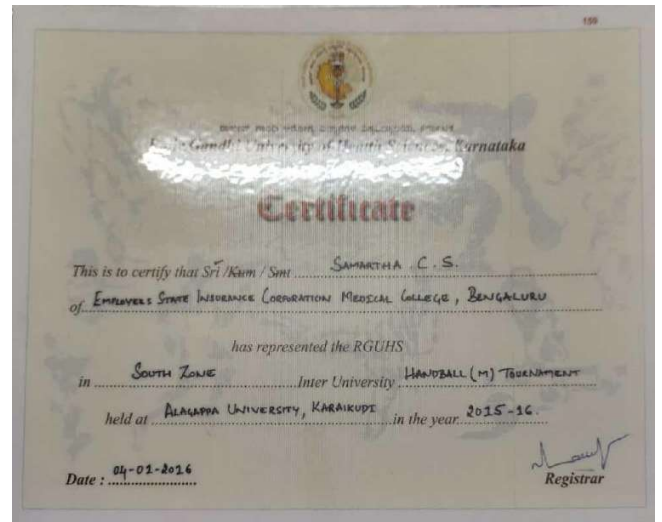 159
Rajiv Gandhi University of Health Sciences, Karnataka
Certificate
This is to certify that Sri /Kum / Smt ........ SAMARTHA . C . S.
of EMPLOYEES STATE INSURANCE CORPORATION MEDICAL COLLEGE, BENGALURU
has represented the RGUHS
in SOUTH ZONE Inter University HANDBALL (M) TOURNAMENT
held at ALAGAPPA UNIVERSITY, KARAIKUDI in the year 2015-16.
Date : 04-01-2016
Registrar